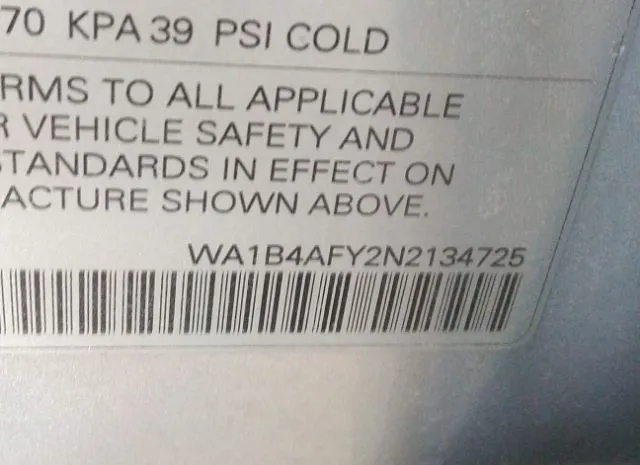 70 KPA 39 PSI COLD
RMS TO ALL APPLICABLE
R VEHICLE SAFETY AND
STANDARDS IN EFFECT ON
ACTURE SHOWN ABOVE.
WA1B4AFY2N2134725